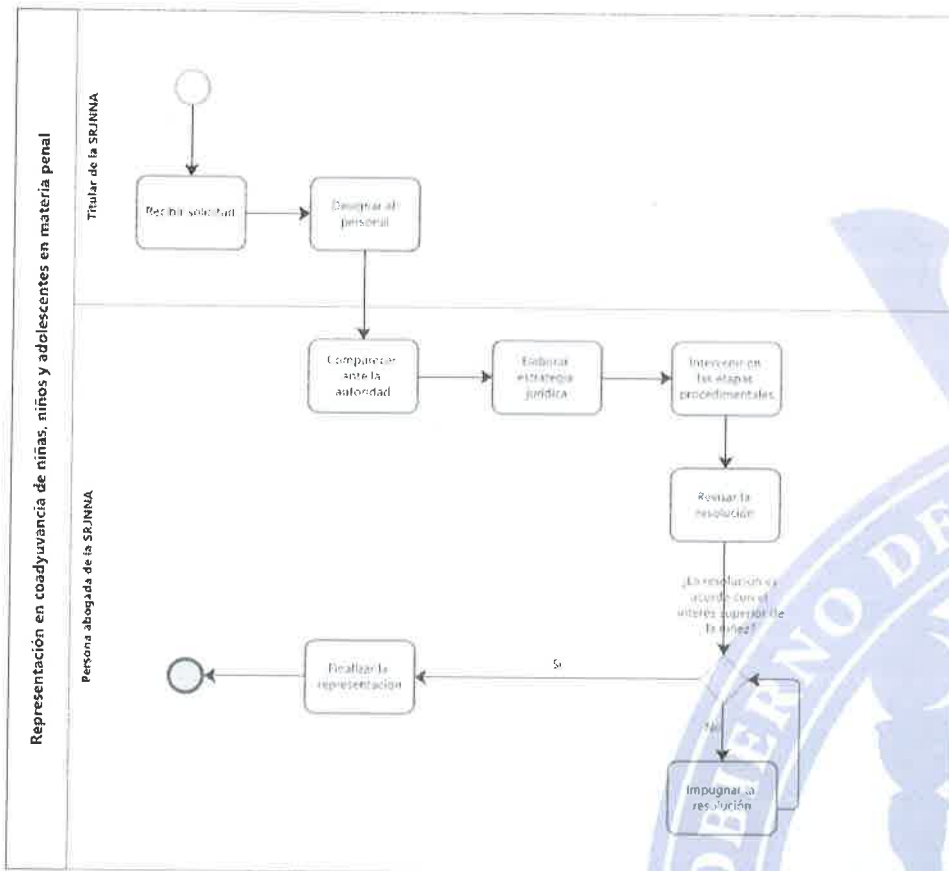 Representación en coadyuvancia de niñas, niños y adolescentes en materia penal
Titular de la SRJNNA
Recibir solicitud
Designar al
personal
Persona abogada de la SRJNNA
Comparecer
ante la
autoridad
Elaborar
estrategia
jurídica
Intervenir en
las etapas
procedimentales
Revisar la
resolución
¿La resolución es
acorde con el
interés superior de
la niñez?
Si
Finalizar la
representación
No
Impugnar la
resolución
OBIERNO DE